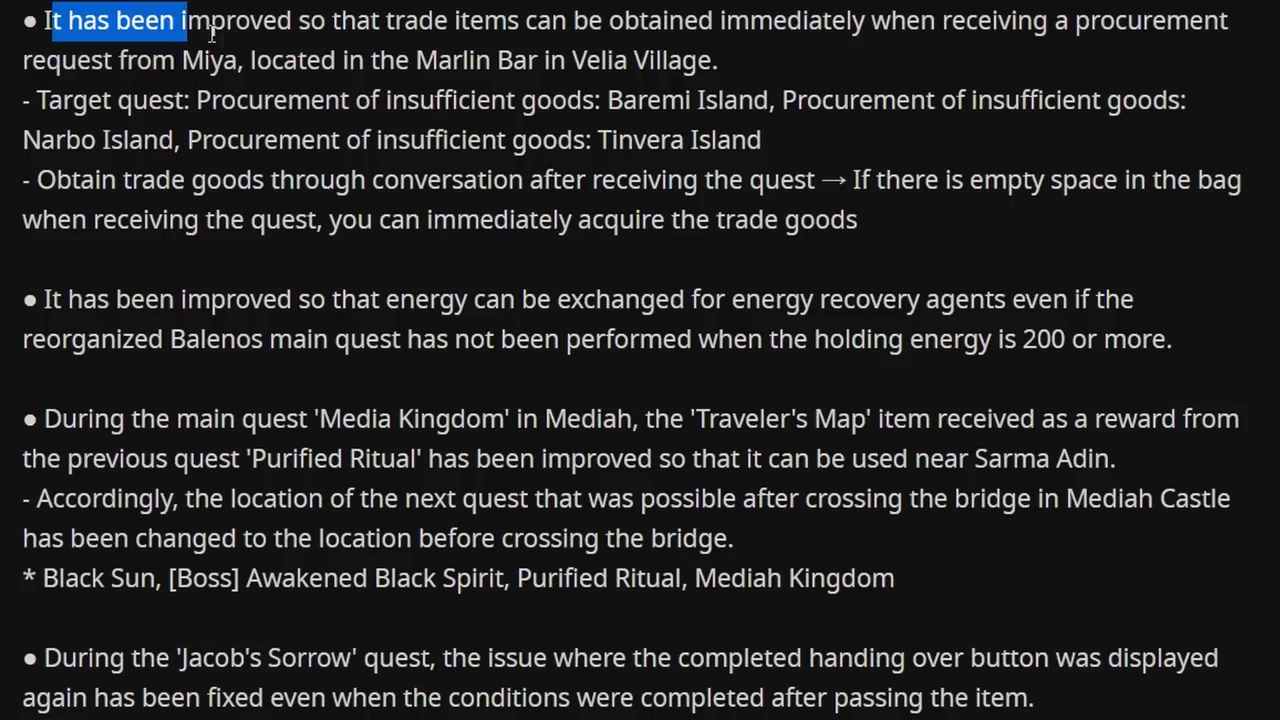 ● It has been improved so that trade items can be obtained immediately when receiving a procurement
request from Miya, located in the Marlin Bar in Velia Village.
- Target quest: Procurement of insufficient goods: Baremi Island, Procurement of insufficient goods:
Narbo Island, Procurement of insufficient goods: Tinvera Island
- Obtain trade goods through conversation after receiving the quest → If there is empty space in the bag
when receiving the quest, you can immediately acquire the trade goods
● It has been improved so that energy can be exchanged for energy recovery agents even if the
reorganized Balenos main quest has not been performed when the holding energy is 200 or more.
● During the main quest 'Media Kingdom' in Mediah, the 'Traveler's Map' item received as a reward from
the previous quest 'Purified Ritual' has been improved so that it can be used near Sarma Adin.
- Accordingly, the location of the next quest that was possible after crossing the bridge in Mediah Castle
has been changed to the location before crossing the bridge.
* Black Sun, [Boss] Awakened Black Spirit, Purified Ritual, Mediah Kingdom
● During the 'Jacob's Sorrow' quest, the issue where the completed handing over button was displayed
again has been fixed even when the conditions were completed after passing the item.